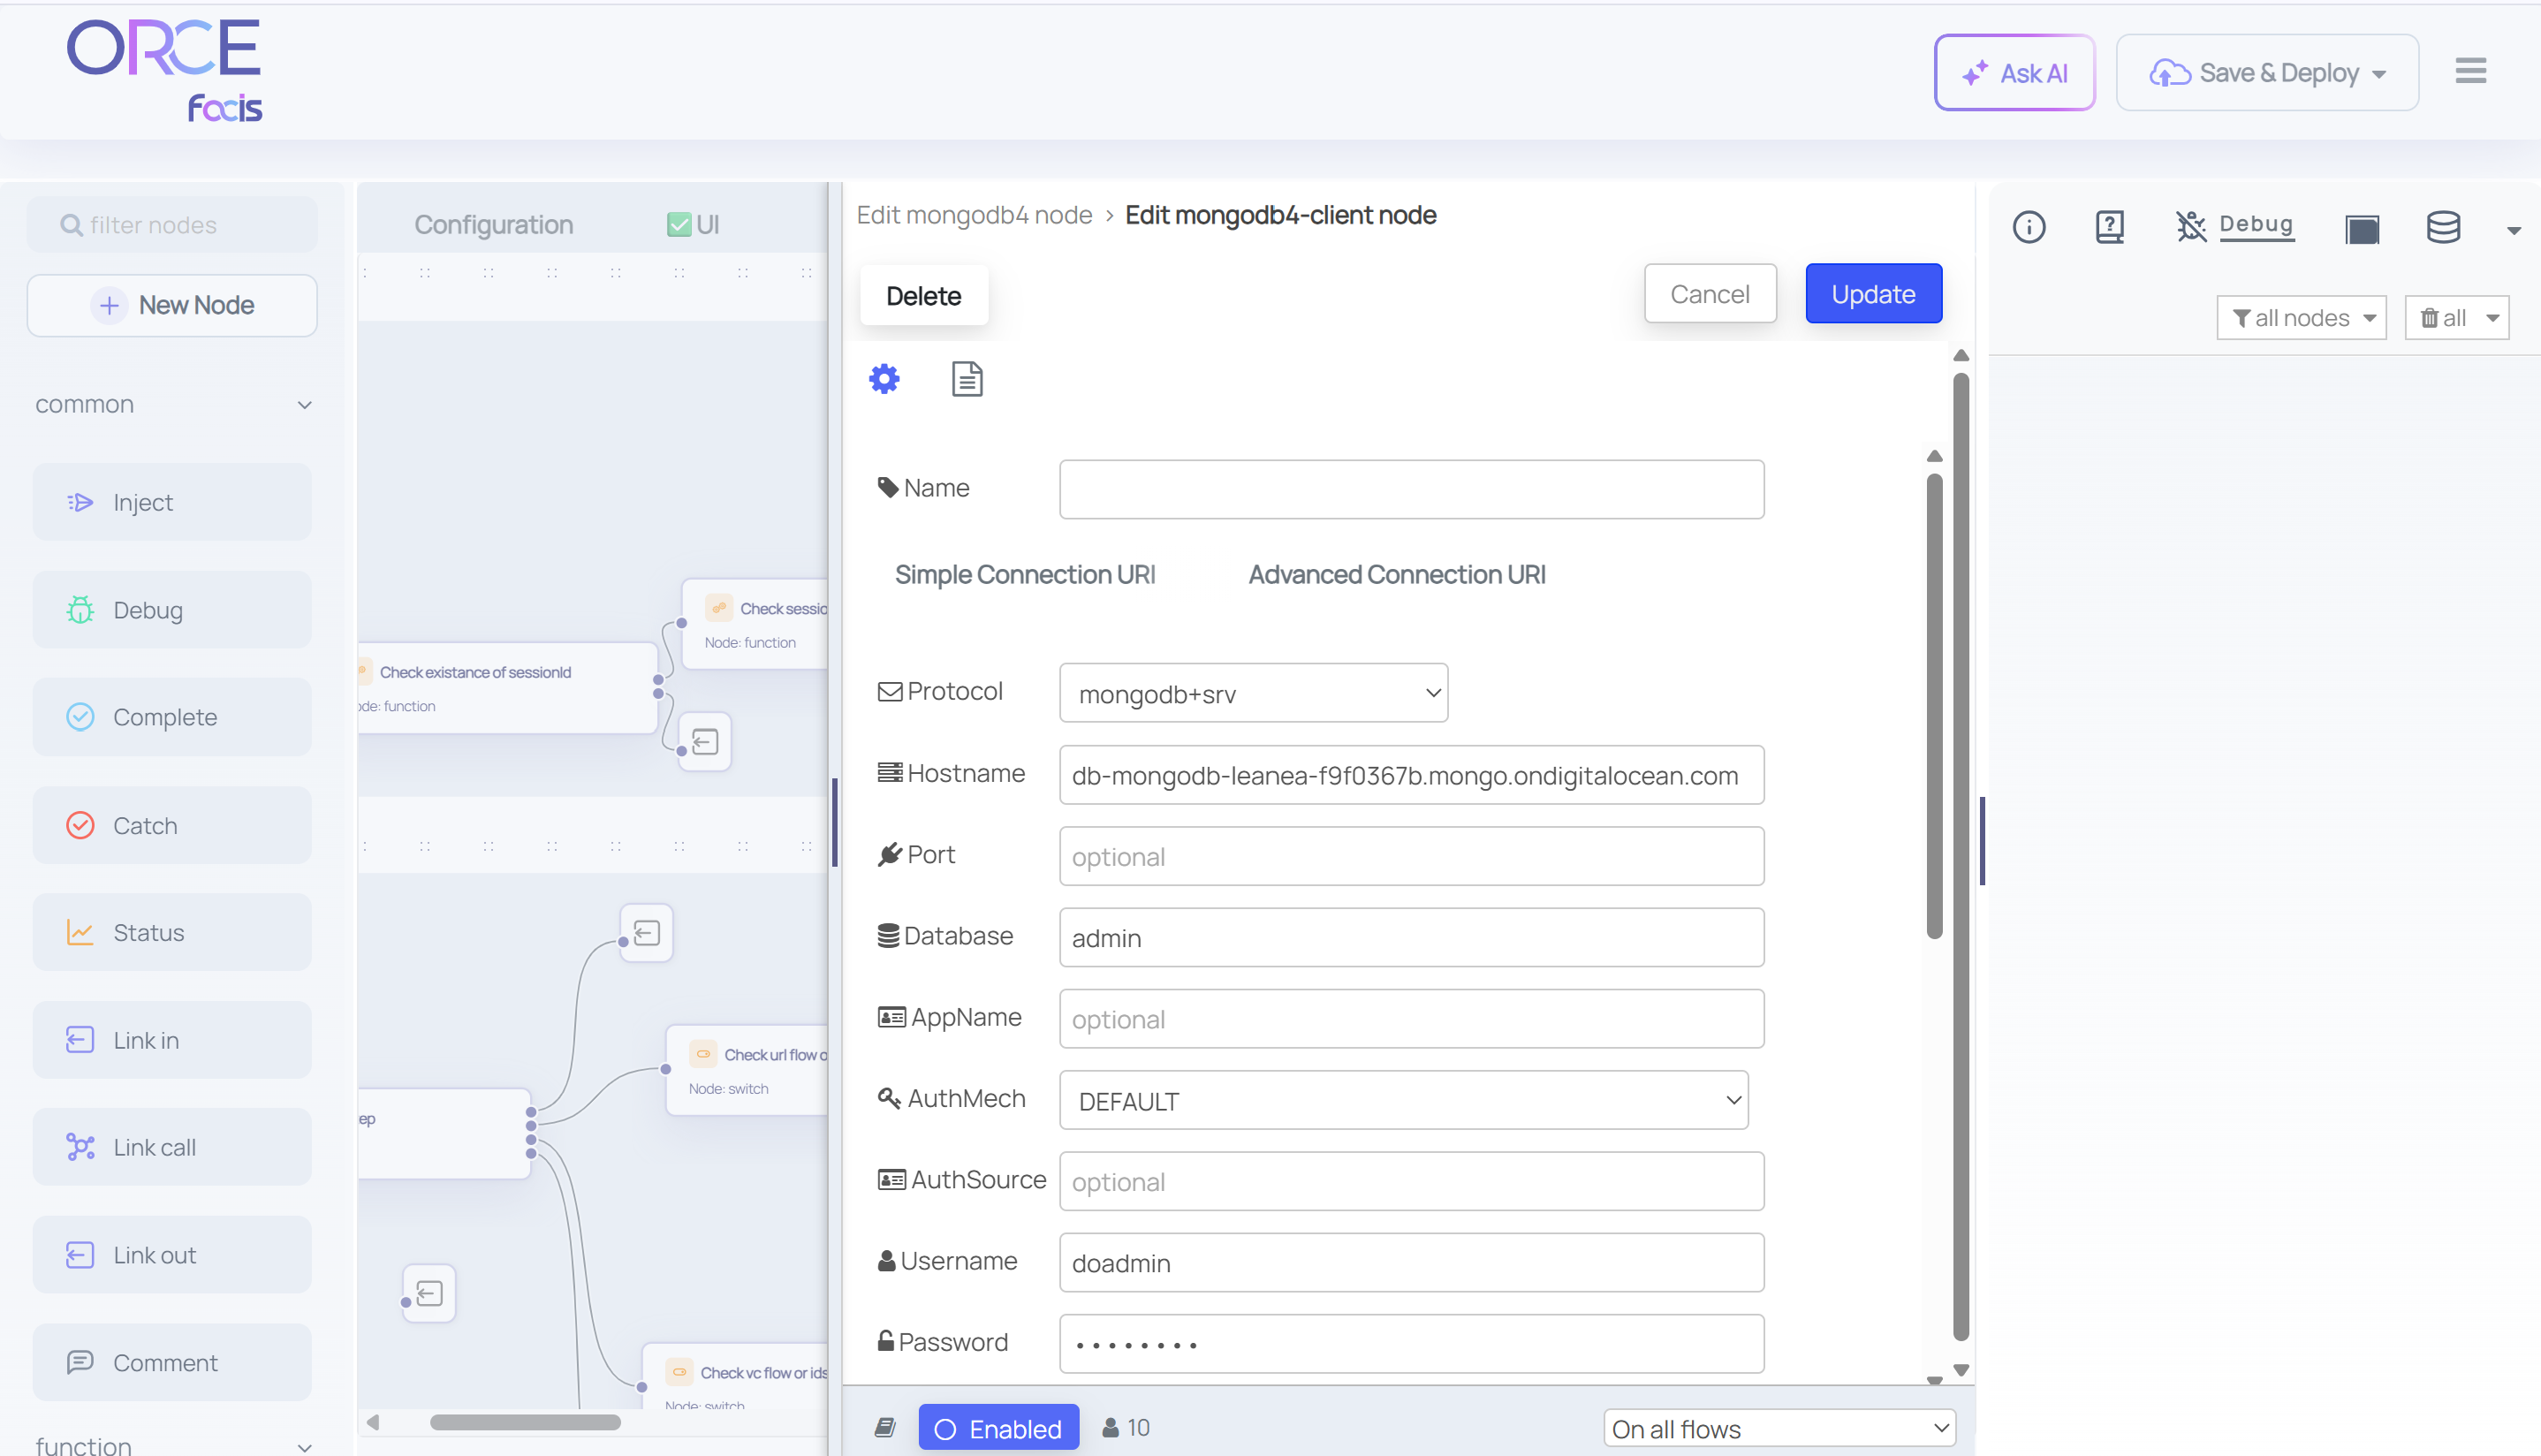 ORCE
facis
Ask AI
Save & Deploy
filter nodes
New Node
common
Inject
Debug
Complete
Catch
Status
Link in
Link call
Link out
Comment
function
Configuration
✅ UI
Check sessio
Node: function
Check existance of sessionId
ode: function
Check url flow o
Node: switch
ep
Check vc flow or ids
Node: switch
Edit mongodb4 node > Edit mongodb4-client node
Delete
Cancel
Update
Name
Simple Connection URI
Advanced Connection URI
Protocol
mongodb+srv
Hostname
db-mongodb-leanea-f9f0367b.mongo.ondigitalocean.com
Port
optional
Database
admin
AppName
optional
AuthMech
DEFAULT
AuthSource
optional
Username
doadmin
Password
••••••••
Enabled
10
On all flows
Debug
all nodes
all